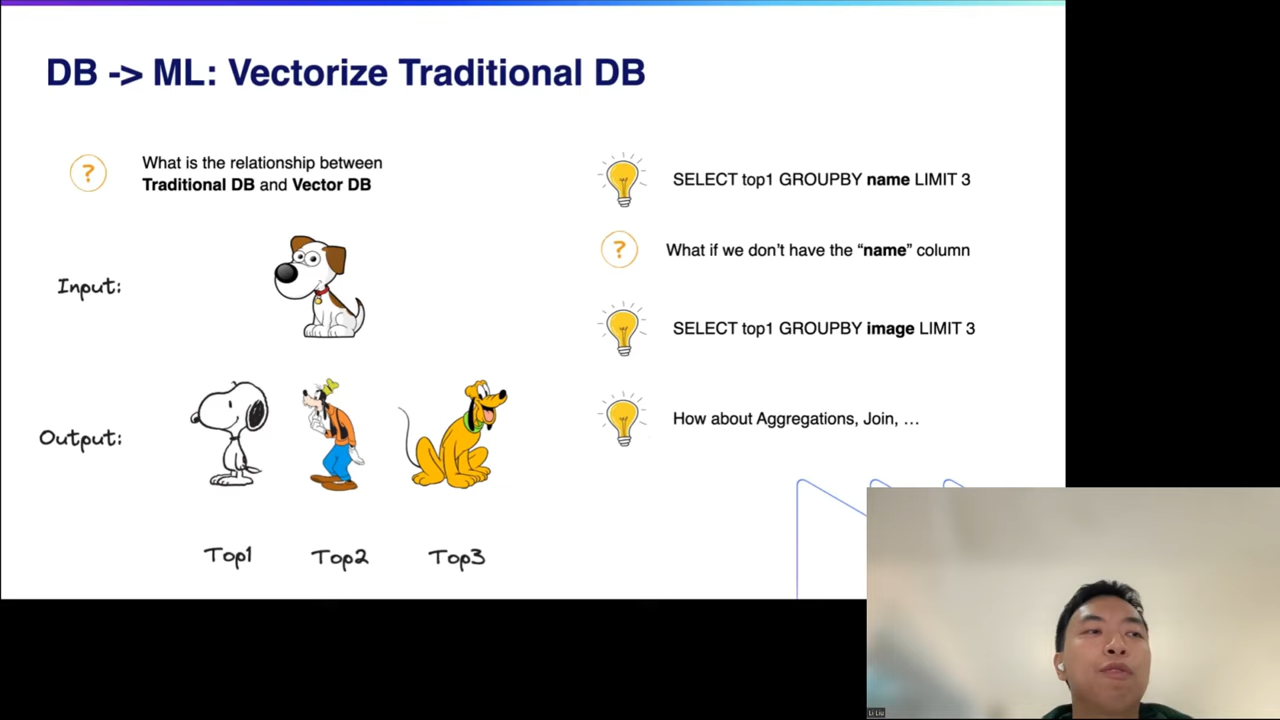 DB -> ML: Vectorize Traditional DB
?
What is the relationship between
Traditional DB and Vector DB
Input:
Output:
Top1
Top2
Top3
SELECT top1 GROUPBY name LIMIT 3
?
What if we don’t have the “name” column
SELECT top1 GROUPBY image LIMIT 3
How about Aggregations, Join, …
Li Liu